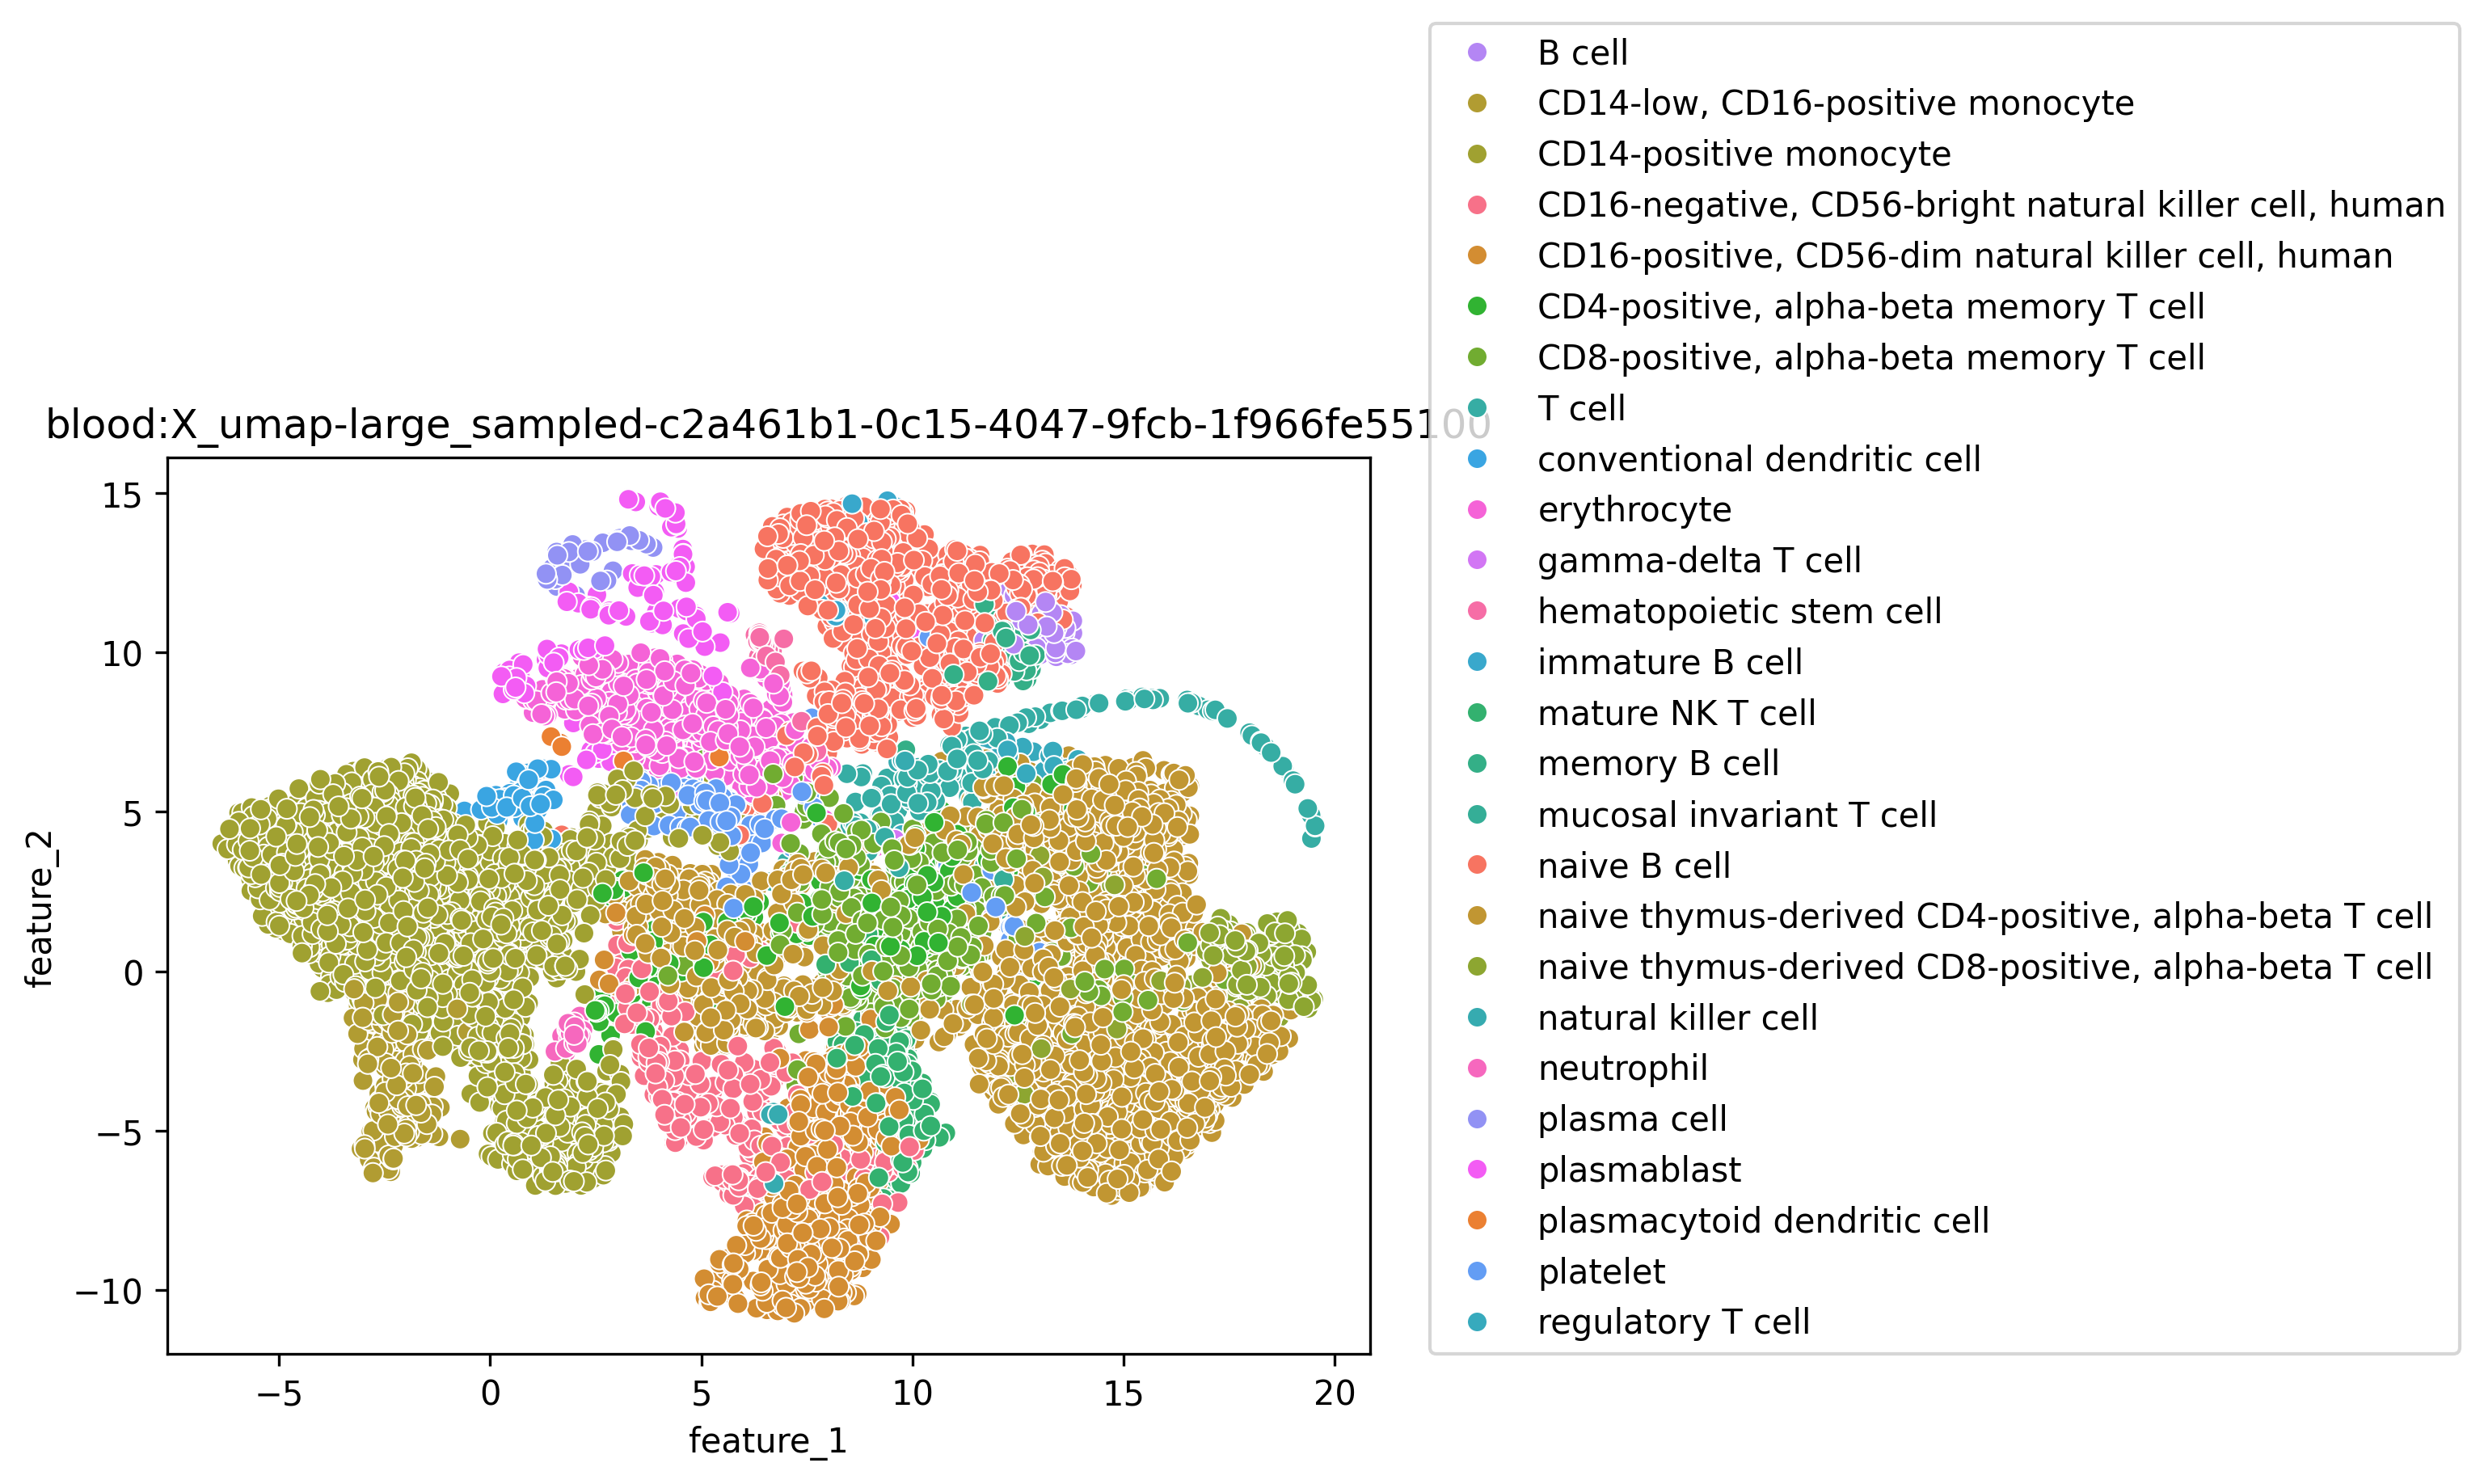 blood:X_umap-large_sampled-c2a461b1-0c15-4047-9fcb-1f966fe55100
feature_2
15
10
5
0
−5
−10
−5
0
5
10
15
20
feature_1
B cell
CD14-low, CD16-positive monocyte
CD14-positive monocyte
CD16-negative, CD56-bright natural killer cell, human
CD16-positive, CD56-dim natural killer cell, human
CD4-positive, alpha-beta memory T cell
CD8-positive, alpha-beta memory T cell
T cell
conventional dendritic cell
erythrocyte
gamma-delta T cell
hematopoietic stem cell
immature B cell
mature NK T cell
memory B cell
mucosal invariant T cell
naive B cell
naive thymus-derived CD4-positive, alpha-beta T cell
naive thymus-derived CD8-positive, alpha-beta T cell
natural killer cell
neutrophil
plasma cell
plasmablast
plasmacytoid dendritic cell
platelet
regulatory T cell